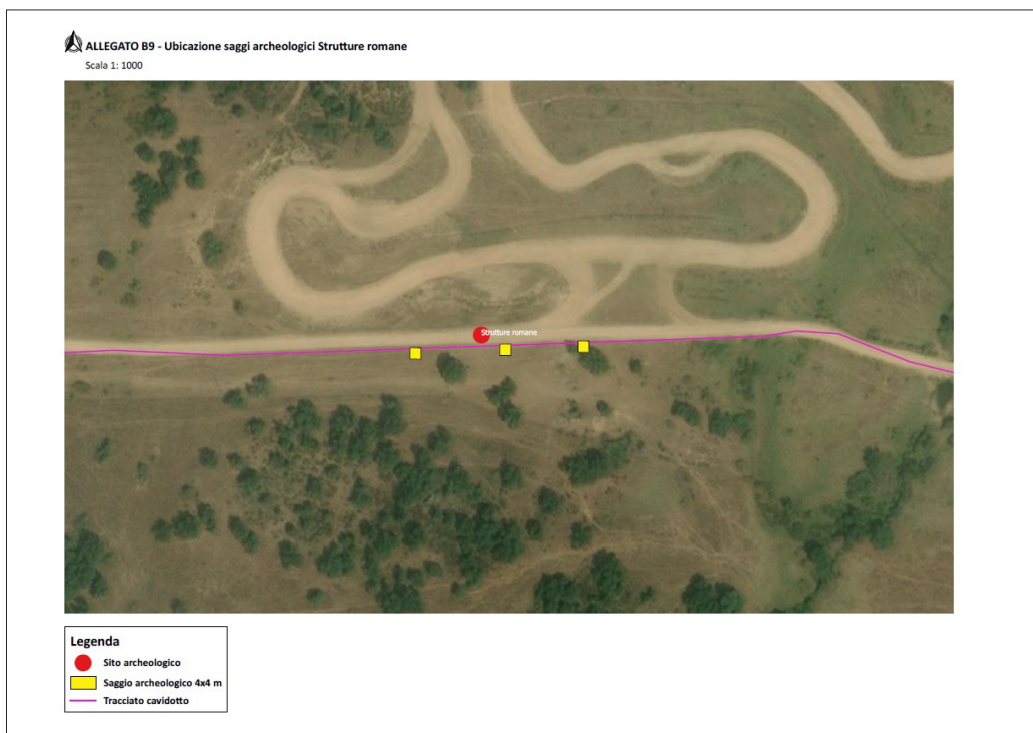 ALLEGATO B9 - Ubicazione saggi archeologici Strutture romane
Scala 1: 1000
Strutture romane
Legenda
Sito archeologico
Saggio archeologico 4x4 m
Tracciato cavidotto